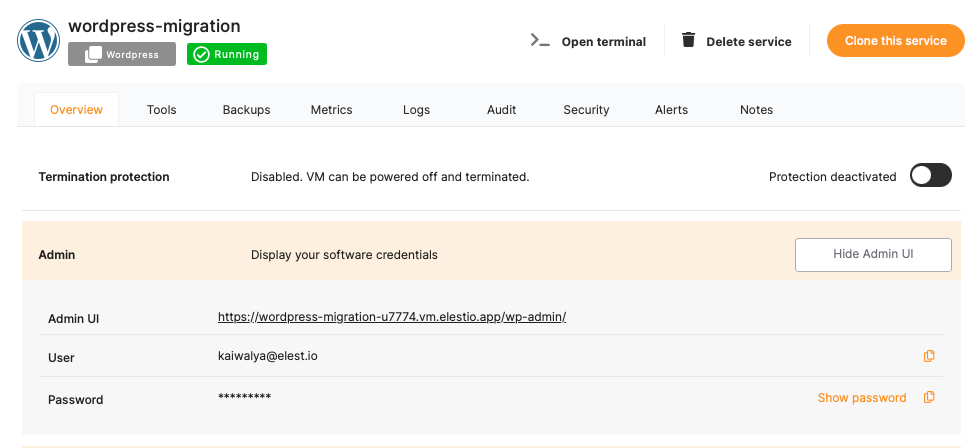 wordpress-migration
Wordpress
Running
Open terminal
Delete service
Clone this service
Overview Tools Backups Metrics Logs Audit Security Alerts Notes
Termination protection Disabled. VM can be powered off and terminated. Protection deactivated
Admin Display your software credentials Hide Admin UI
Admin UI https://wordpress-migration-u7774.vm.elestio.app/wp-admin/
User kaiwalya@elest.io
Password ********* Show password